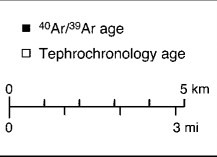 ■ ⁴⁰Ar/³⁹Ar age
□ Tephrochronology age
0 5 km
0 3 mi